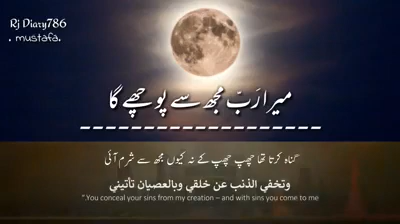 Rj Diary786
. mustafa.
میرا رَبّ مجھ سے پوچھے گا
گناہ کرتا تھا چھپ چھپ کے نہ کیوں مجھ سے شرم آئی
وتخفي الذنب عن خلقي وبالعصيان تأتيني
".You conceal your sins from my creation – and with sins you come to me